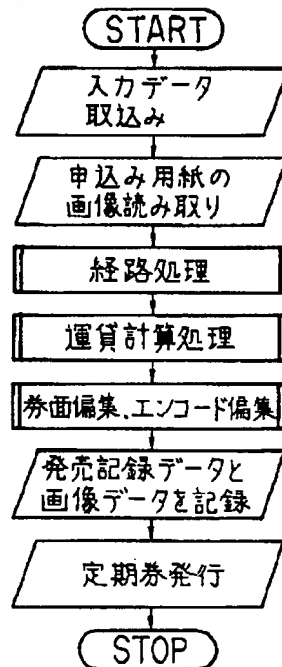 START
入力データ
取込み
申込み用紙の
画像読み取り
経路処理
運賃計算処理
券面編集、エンコード編集
発売記録データと
画像データを記録
定期券発行
STOP